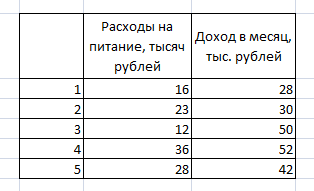 Расходы на
питание, тысяч
рублей
Доход в месяц,
тыс. рублей
1 16 28
2 23 30
3 12 50
4 36 52
5 28 42